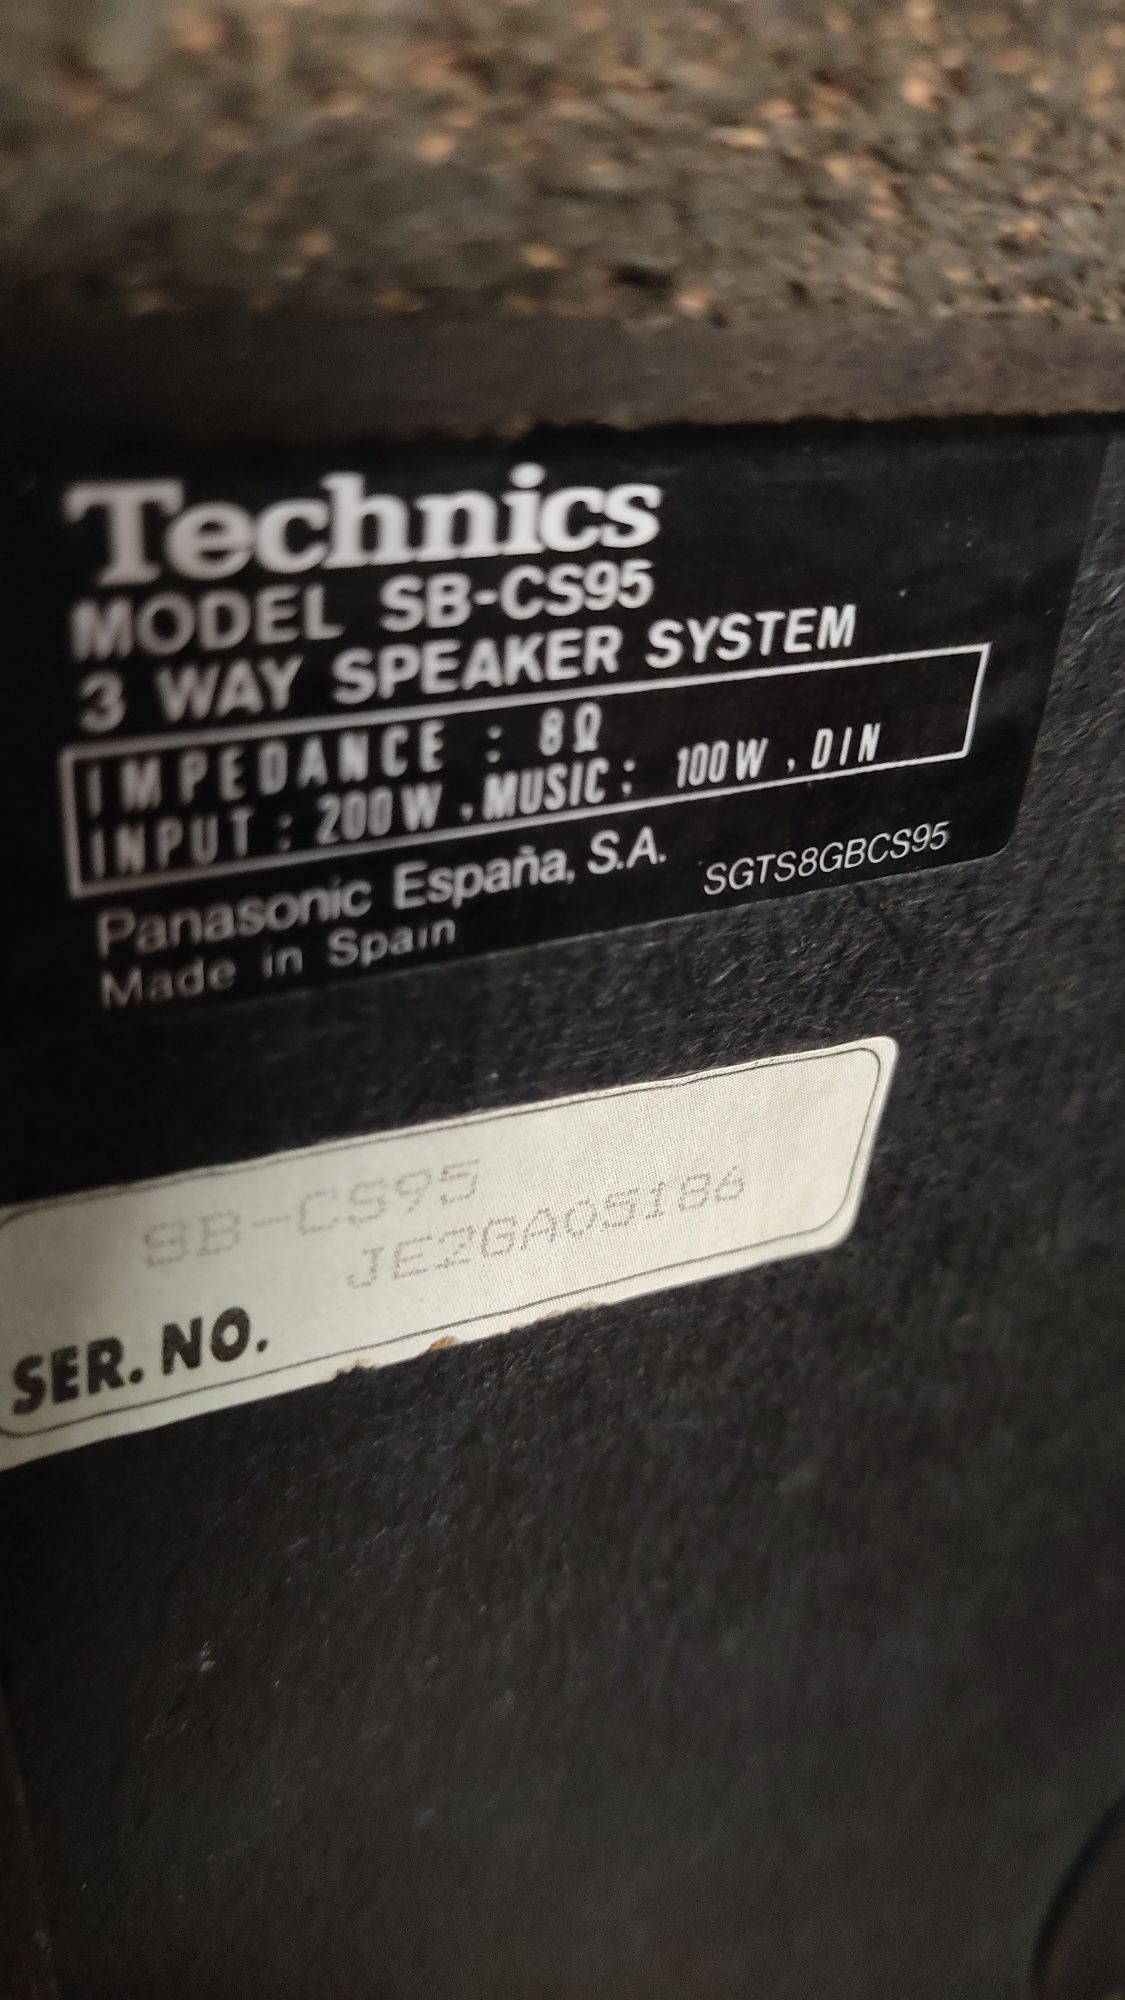 Technics
MODEL SB-CS95
3 WAY SPEAKER SYSTEM
IMPEDANCE : 8Ω
INPUT : 200W , MUSIC ; 100W , DIN
Panasonic España, S.A. SGTS8GBCS95
Made in Spain
SB-CS95
JE2GA05186
SER. NO.